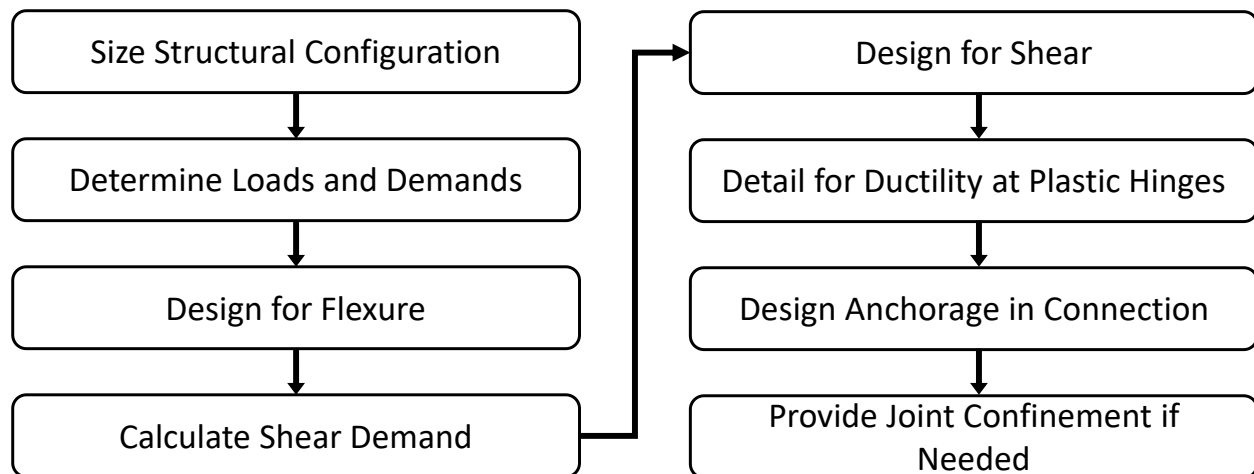 Size Structural Configuration
Determine Loads and Demands
Design for Flexure
Calculate Shear Demand
Design for Shear
Detail for Ductility at Plastic Hinges
Design Anchorage in Connection
Provide Joint Confinement if
Needed